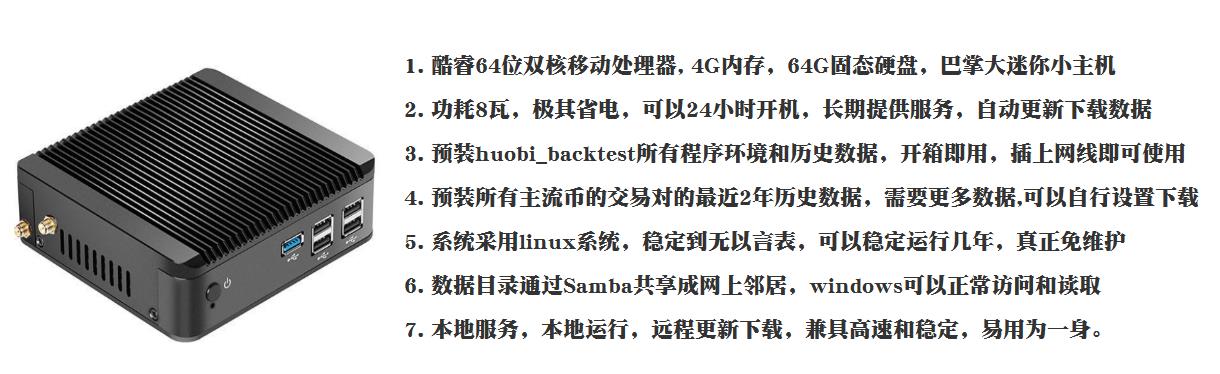 1. 酷睿64位双核移动处理器, 4G内存，64G固态硬盘，巴掌大迷你小主机
2. 功耗8瓦，极其省电，可以24小时开机，长期提供服务，自动更新下载数据
3. 预装huobi_backtest所有程序环境和历史数据，开箱即用，插上网线即可使用
4. 预装所有主流币的交易对的最近2年历史数据，需要更多数据,可以自行设置下载
5. 系统采用linux系统，稳定到无以言表，可以稳定运行几年，真正免维护
6. 数据目录通过Samba共享成网上邻居，windows可以正常访问和读取
7. 本地服务，本地运行，远程更新下载，兼具高速和稳定，易用为一身。